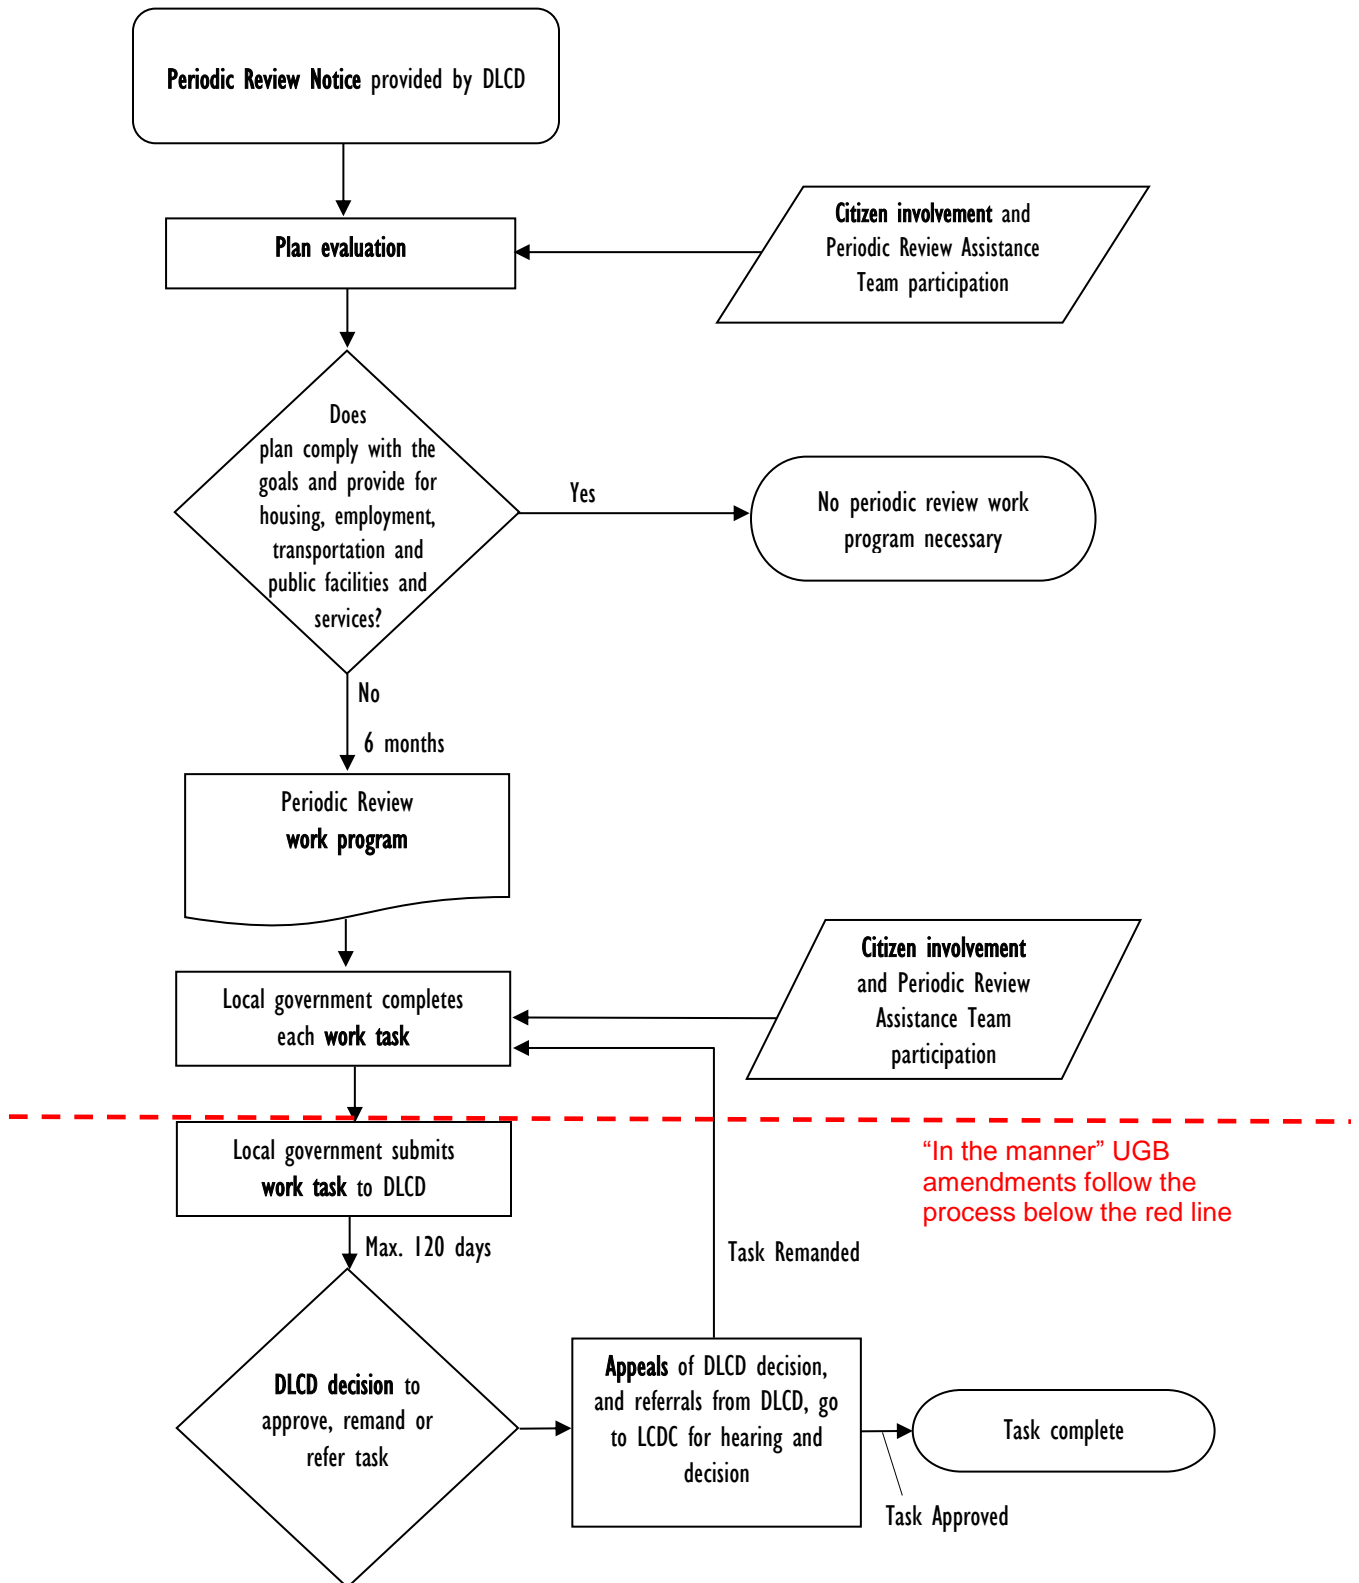 Periodic Review Notice provided by DLCD
Plan evaluation
Citizen involvement and
Periodic Review Assistance
Team participation
Does
plan comply with the
goals and provide for
housing, employment,
transportation and
public facilities and
services?
Yes
No periodic review work
program necessary
No
6 months
Periodic Review
work program
Local government completes
each work task
Citizen involvement
and Periodic Review
Assistance Team
participation
Local government submits
work task to DLCD
“In the manner” UGB
amendments follow the
process below the red line
Max. 120 days
Task Remanded
DLCD decision to
approve, remand or
refer task
Appeals of DLCD decision,
and referrals from DLCD, go
to LCDC for hearing and
decision
Task complete
Task Approved